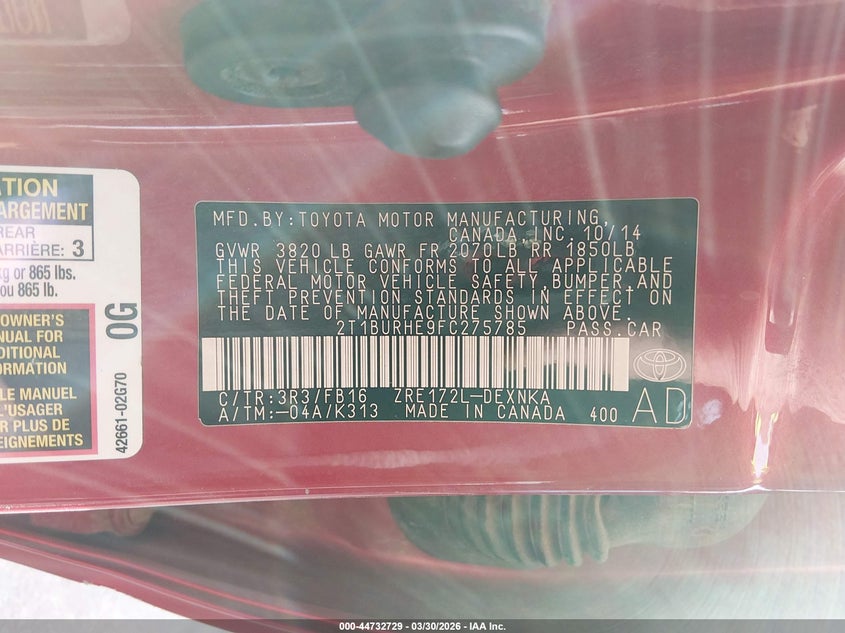 ATION
ARGEMENT
REAR
ARRIÈRE: 3
kg or 865 lbs.
ou 865 lb.
OWNER'S
NUAL FOR
DITIONAL
ORMATION
LE MANUEL
L'USAGER
R PLUS DE
EIGNEMENTS
0G
42661-02G70
MFD.BY:TOYOTA MOTOR MANUFACTURING,
CANADA,INC. 10/14
GVWR 3820 LB GAWR FR 2070LB RR 1850LB
THIS VEHICLE CONFORMS TO ALL APPLICABLE
FEDERAL MOTOR VEHICLE SAFETY,BUMPER,AND
THEFT PREVENTION STANDARDS IN EFFECT ON
THE DATE OF MANUFACTURE SHOWN ABOVE.
2T1BURHE9FC275785 PASS.CAR
C/TR:3R3/FB16 ZRE172L-DEXNKA
A/TM:-04A/K313 MADE IN CANADA 400 AD
000-44732729 - 03/30/2026 - IAA Inc.